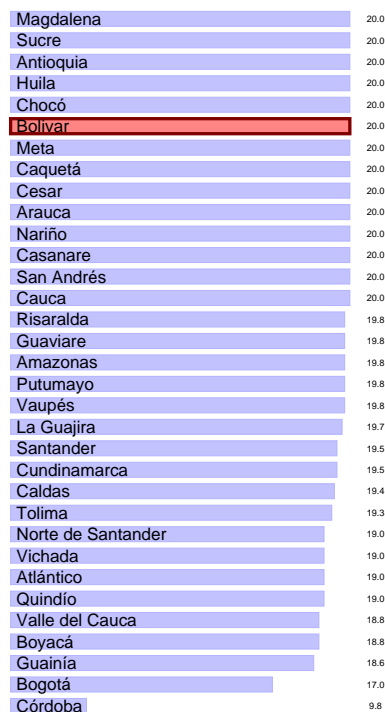 Magdalena 20.0
Sucre 20.0
Antioquia 20.0
Huila 20.0
Chocó 20.0
Bolivar 20.0
Meta 20.0
Caquetá 20.0
Cesar 20.0
Arauca 20.0
Nariño 20.0
Casanare 20.0
San Andrés 20.0
Cauca 20.0
Risaralda 19.8
Guaviare 19.8
Amazonas 19.8
Putumayo 19.8
Vaupés 19.8
La Guajira 19.7
Santander 19.5
Cundinamarca 19.5
Caldas 19.4
Tolima 19.3
Norte de Santander 19.0
Vichada 19.0
Atlántico 19.0
Quindío 19.0
Valle del Cauca 18.8
Boyacá 18.8
Guainía 18.6
Bogotá 17.0
Córdoba 9.8